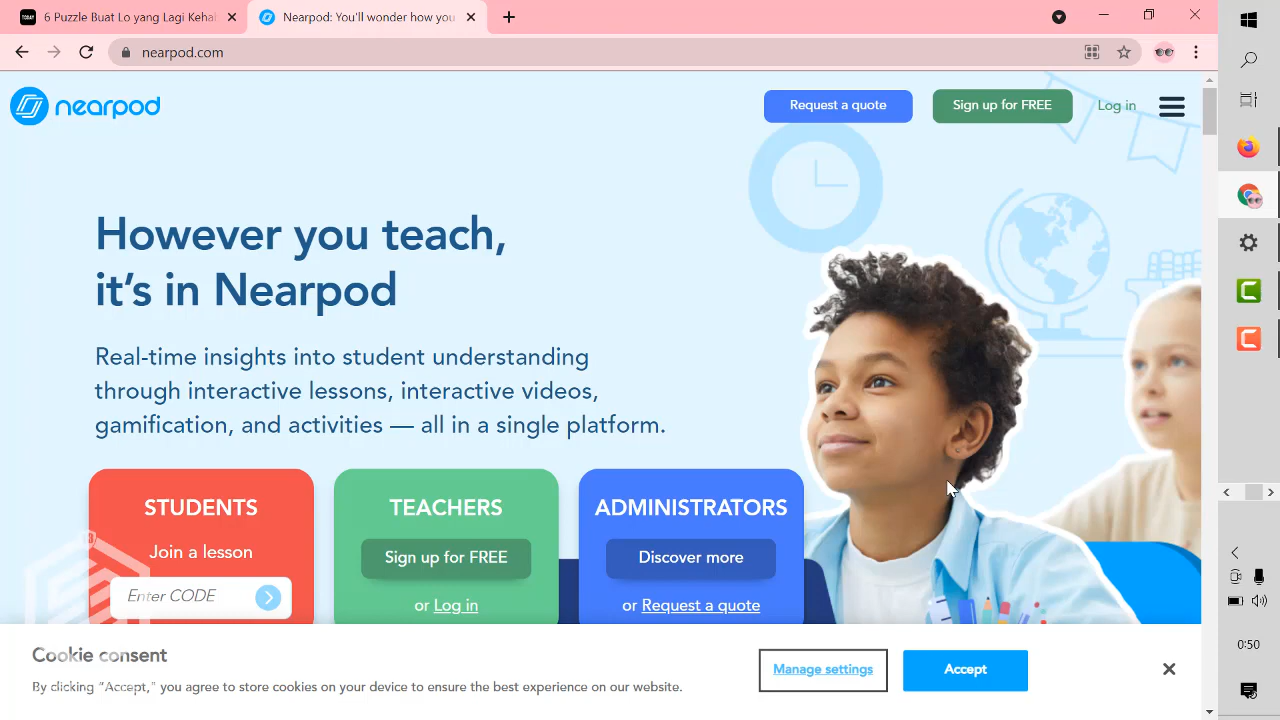 6 Puzzle Buat Lo yang Lagi Keha
Nearpod: You'll wonder how you
nearpod.com
nearpod
Request a quote
Sign up for FREE
Log in
However you teach,
it's in Nearpod
Real-time insights into student understanding
through interactive lessons, interactive videos,
gamification, and activities — all in a single platform.
STUDENTS
Join a lesson
Enter CODE
TEACHERS
Sign up for FREE
or Log in
ADMINISTRATORS
Discover more
or Request a quote
Cookie consent
By clicking "Accept," you agree to store cookies on your device to ensure the best experience on our website.
Manage settings
Accept
0:50